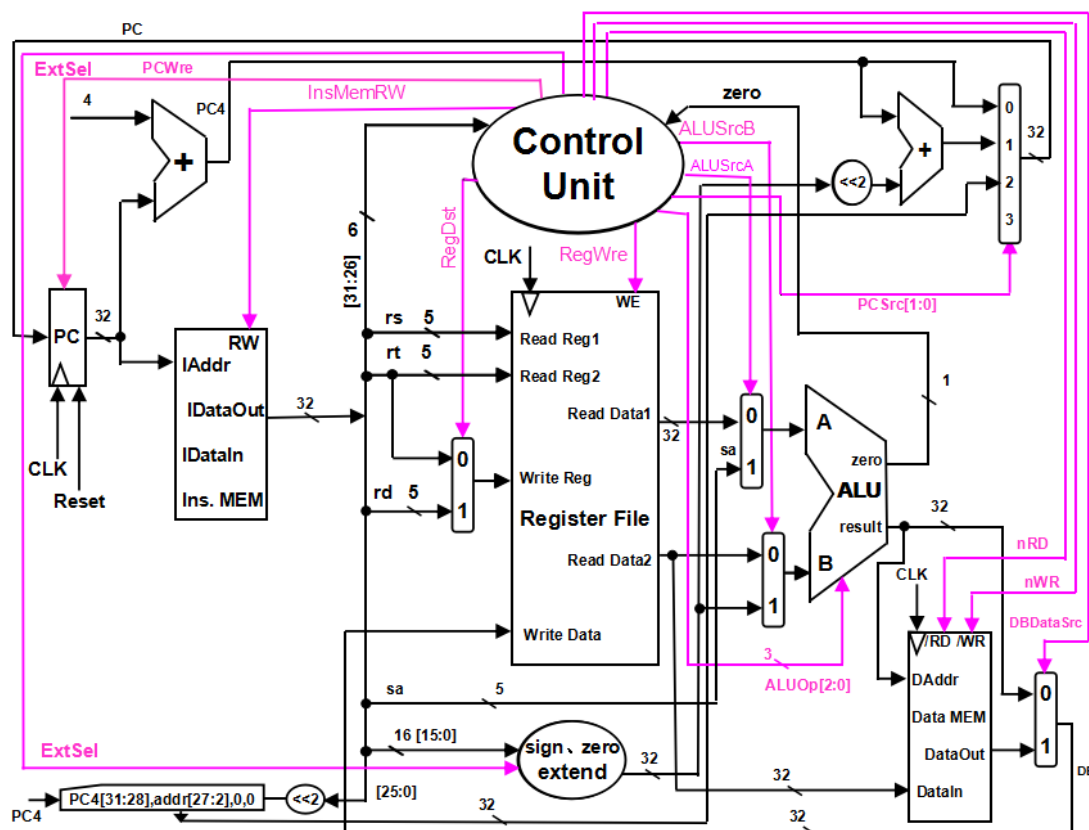 PC
ExtSel
PCWre
4
PC4
InsMemRW
zero
ALUSrcB
Control
Unit
ALUSrcA
+
+
<<2
0
1
2
3
32
6
[31:26]
RegDst
CLK
RegWre
PCSrc[1:0]
PC
32
RW
IAddr
IDataOut
IDataIn
Ins. MEM
32
CLK
Reset
rs
5
rt
5
rd
5
0
1
WE
Read Reg1
Read Reg2
Read Data1
Write Reg
Register File
Read Data2
Write Data
32
sa
0
1
0
1
A
B
zero
ALU
result
1
32
3
ALUOp[2:0]
nRD
nWR
CLK
DBDataSrc
/RD /WR
DAddr
Data MEM
DataOut
DataIn
0
1
DB
sa
5
16 [15:0]
ExtSel
sign、zero
extend
32
32
[25:0]
<<2
PC4[31:28],addr[27:2],0,0
PC4
32
32